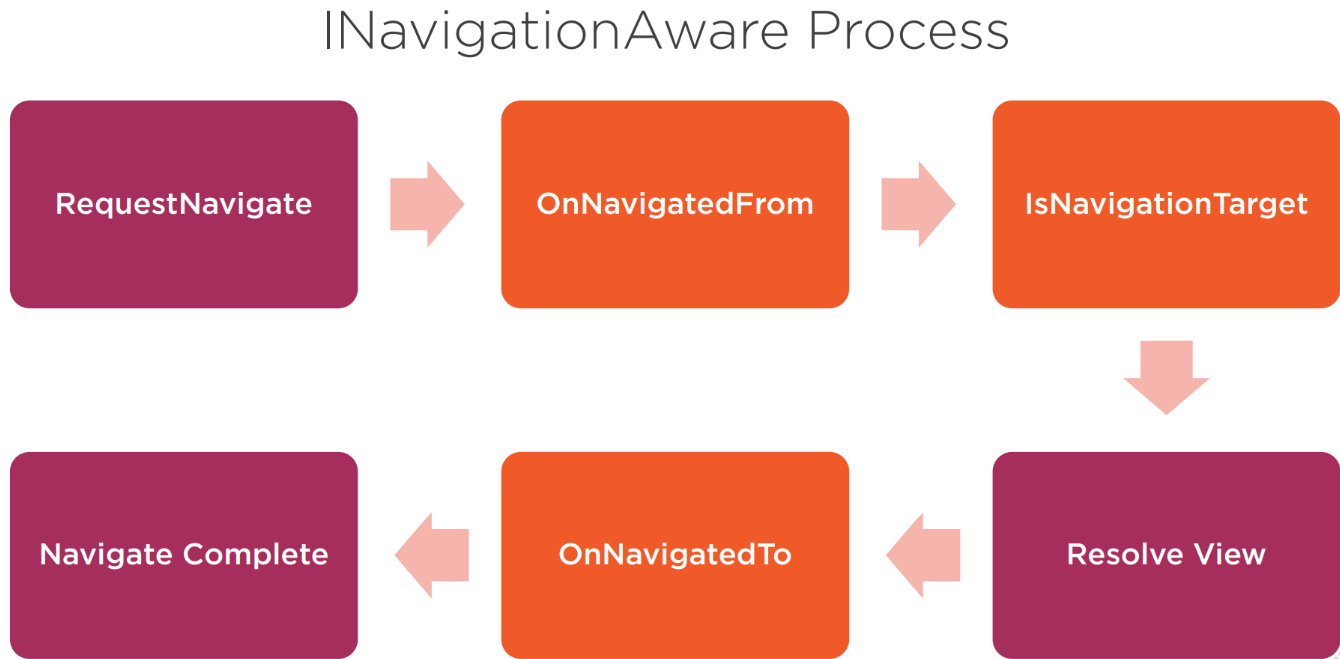 INavigationAware Process
RequestNavigate
OnNavigatedFrom
IsNavigationTarget
Resolve View
OnNavigatedTo
Navigate Complete